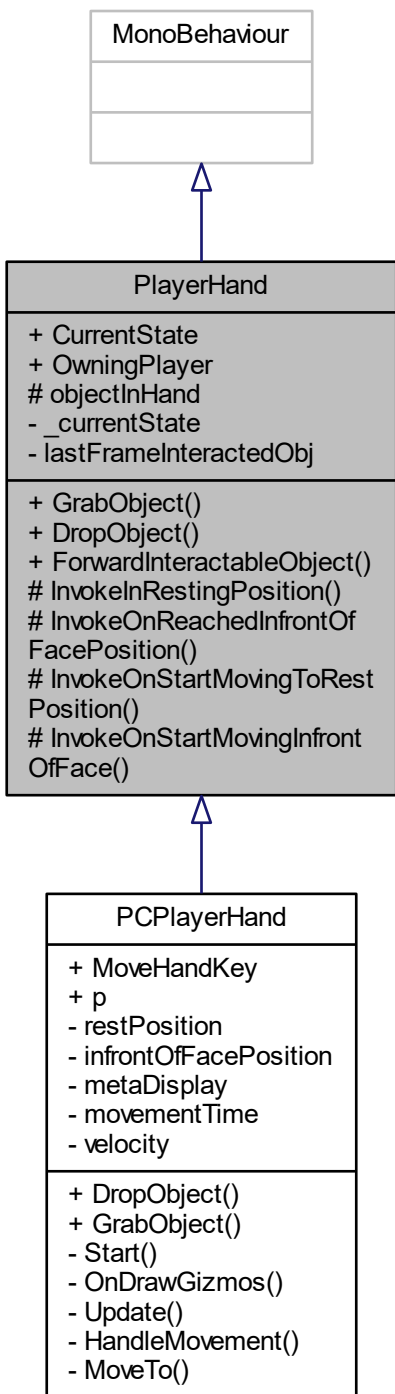 MonoBehaviour
PlayerHand
+ CurrentState
+ OwningPlayer
# objectInHand
- _currentState
- lastFrameInteractedObj
+ GrabObject()
+ DropObject()
+ ForwardInteractableObject()
# InvokeInRestingPosition()
# InvokeOnReachedInfrontOf
FacePosition()
# InvokeOnStartMovingToRest
Position()
# InvokeOnStartMovingInfront
OfFace()
PCPlayerHand
+ MoveHandKey
+ p
- restPosition
- infrontOfFacePosition
- metaDisplay
- movementTime
- velocity
+ DropObject()
+ GrabObject()
- Start()
- OnDrawGizmos()
- Update()
- HandleMovement()
- MoveTo()